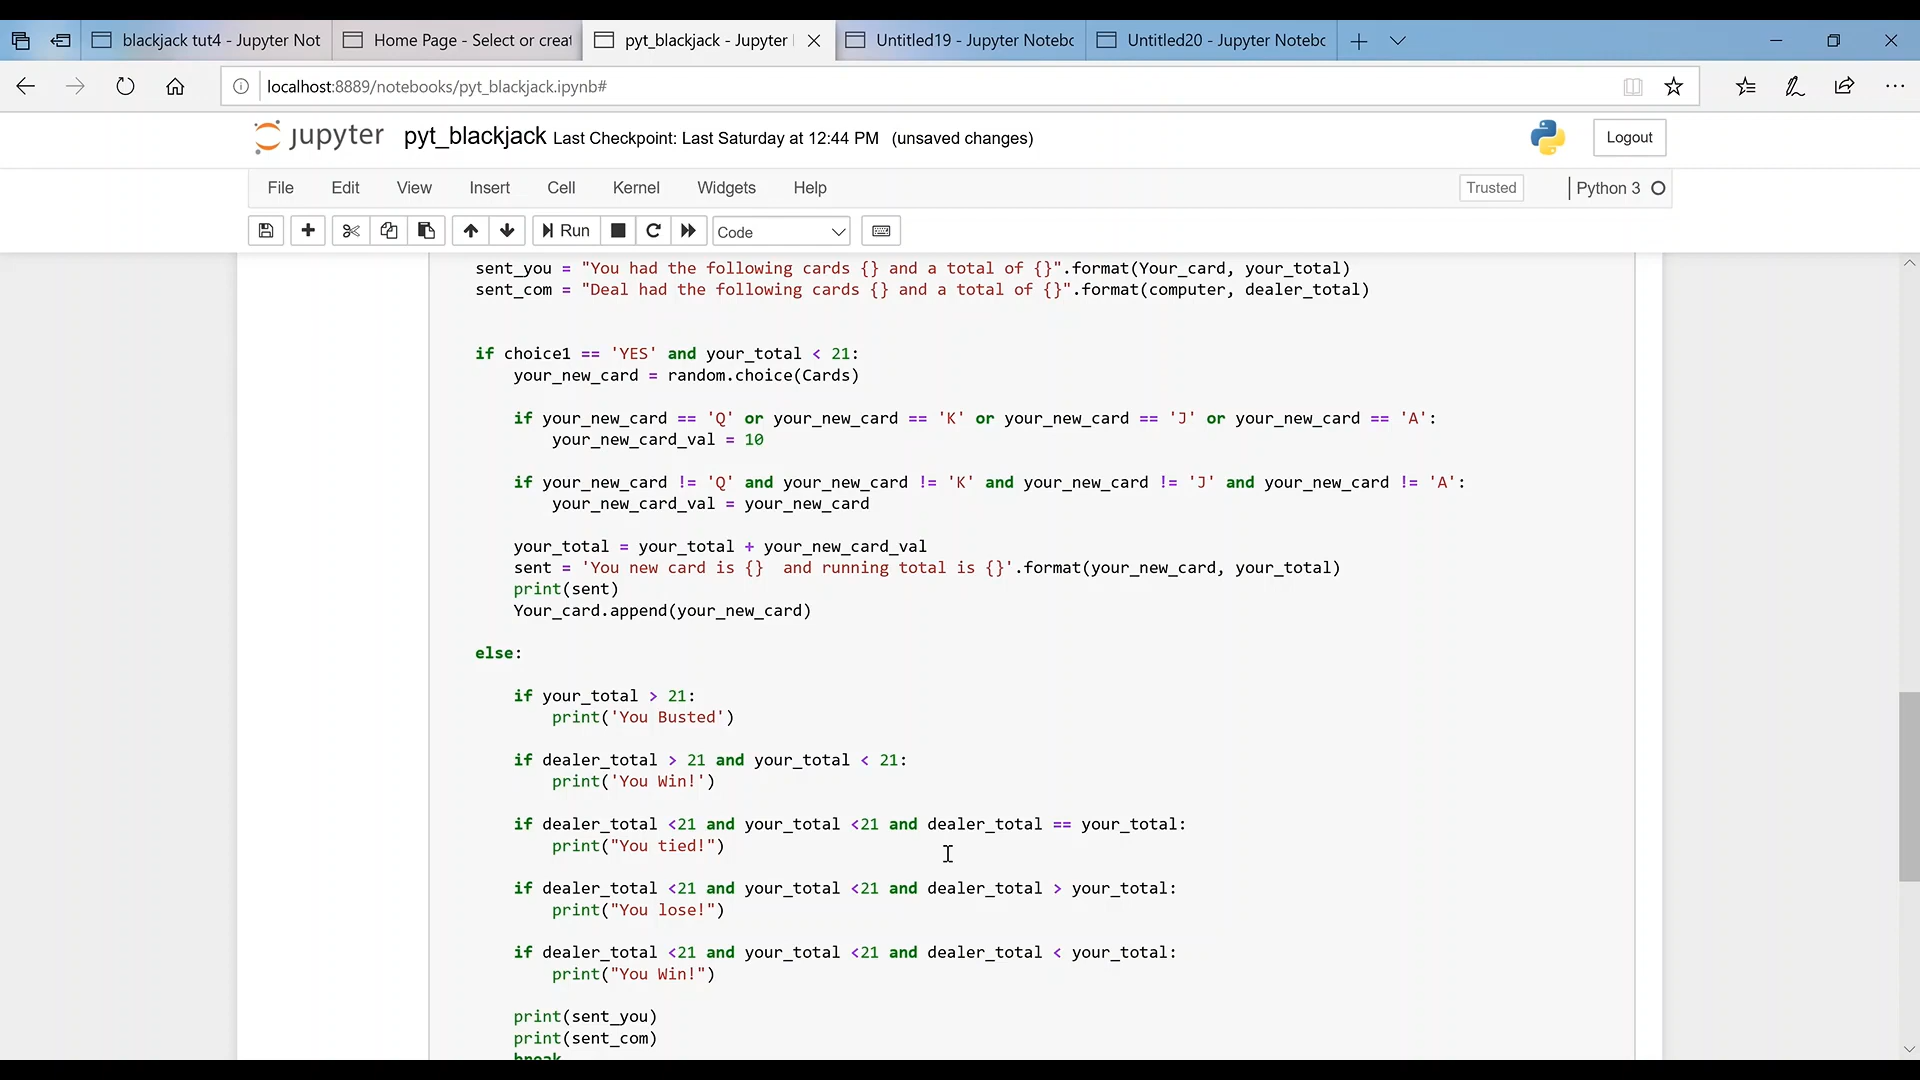 blackjack tut4 - Jupyter Not
Home Page - Select or creat
pyt_blackjack - Jupyter
Untitled19 - Jupyter Notebo
Untitled20 - Jupyter Notebo
localhost:8889/notebooks/pyt_blackjack.ipynb#
jupyter pyt_blackjack Last Checkpoint: Last Saturday at 12:44 PM (unsaved changes)
Logout
File Edit View Insert Cell Kernel Widgets Help
Trusted
Python 3
Run
Code
sent_you = "You had the following cards {} and a total of {}".format(Your_card, your_total)
sent_com = "Deal had the following cards {} and a total of {}".format(computer, dealer_total)
if choice1 == 'YES' and your_total < 21:
your_new_card = random.choice(Cards)
if your_new_card == 'Q' or your_new_card == 'K' or your_new_card == 'J' or your_new_card == 'A':
your_new_card_val = 10
if your_new_card != 'Q' and your_new_card != 'K' and your_new_card != 'J' and your_new_card != 'A':
your_new_card_val = your_new_card
your_total = your_total + your_new_card_val
sent = 'You new card is {}  and running total is {}'.format(your_new_card, your_total)
print(sent)
Your_card.append(your_new_card)
else:
if your_total > 21:
print('You Busted')
if dealer_total > 21 and your_total < 21:
print('You Win!')
if dealer_total <21 and your_total <21 and dealer_total == your_total:
print("You tied!")
if dealer_total <21 and your_total <21 and dealer_total > your_total:
print("You lose!")
if dealer_total <21 and your_total <21 and dealer_total < your_total:
print("You Win!")
print(sent_you)
print(sent_com)
break